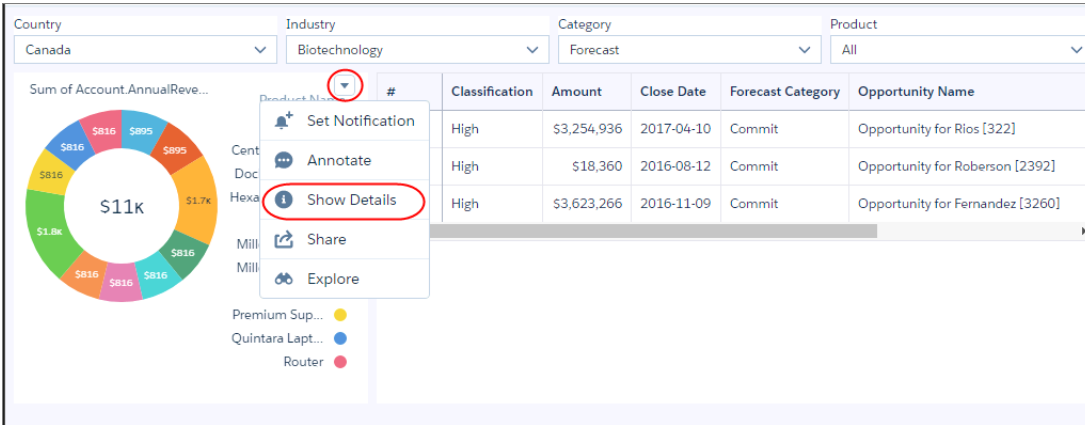 Country Industry Category Product
Canada Biotechnology Forecast All
Sum of Account.AnnualReve...
Product Name
$816 $895
$816 $895
$816
$11K $1.7K
$1.8K
$816
$816 $816 $816
Cent
Doc
Hexa
Mill
Mill
Premium Sup...
Quintara Lapt...
Router
Set Notification
Annotate
Show Details
Share
Explore
# Classification Amount Close Date Forecast Category Opportunity Name
High $3,254,936 2017-04-10 Commit Opportunity for Rios [322]
High $18,360 2016-08-12 Commit Opportunity for Roberson [2392]
High $3,623,266 2016-11-09 Commit Opportunity for Fernandez [3260]